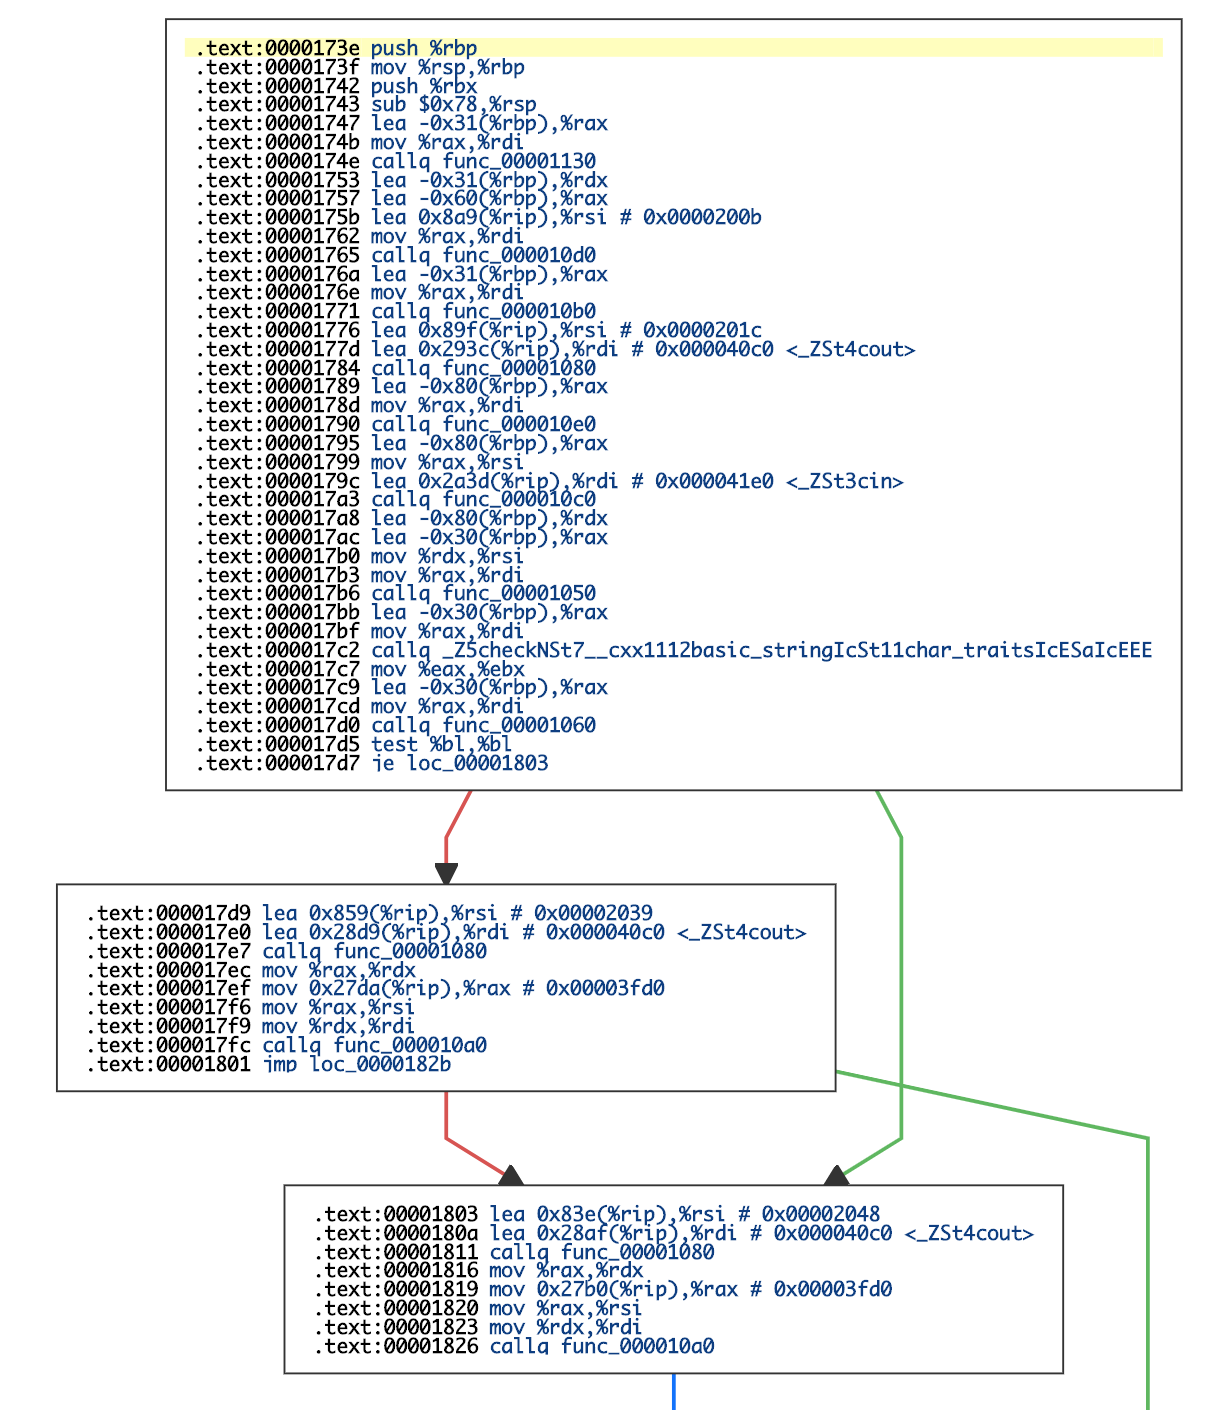 .text:0000173e push %rbp
.text:0000173f mov %rsp,%rbp
.text:00001742 push %rbx
.text:00001743 sub $0x78,%rsp
.text:00001747 lea -0x31(%rbp),%rax
.text:0000174b mov %rax,%rdi
.text:0000174e callq func_00001130
.text:00001753 lea -0x31(%rbp),%rdx
.text:00001757 lea -0x60(%rbp),%rax
.text:0000175b lea 0x8a9(%rip),%rsi # 0x0000200b
.text:00001762 mov %rax,%rdi
.text:00001765 callq func_000010d0
.text:0000176a lea -0x31(%rbp),%rax
.text:0000176e mov %rax,%rdi
.text:00001771 callq func_000010b0
.text:00001776 lea 0x89f(%rip),%rsi # 0x0000201c
.text:0000177d lea 0x293c(%rip),%rdi # 0x000040c0 <_ZSt4cout>
.text:00001784 callq func_00001080
.text:00001789 lea -0x80(%rbp),%rax
.text:0000178d mov %rax,%rdi
.text:00001790 callq func_000010e0
.text:00001795 lea -0x80(%rbp),%rax
.text:00001799 mov %rax,%rsi
.text:0000179c lea 0x2a3d(%rip),%rdi # 0x000041e0 <_ZSt3cin>
.text:000017a3 callq func_000010c0
.text:000017a8 lea -0x80(%rbp),%rdx
.text:000017ac lea -0x30(%rbp),%rax
.text:000017b0 mov %rdx,%rsi
.text:000017b3 mov %rax,%rdi
.text:000017b6 callq func_00001050
.text:000017bb lea -0x30(%rbp),%rax
.text:000017bf mov %rax,%rdi
.text:000017c2 callq _Z5checkNSt7__cxx1112basic_stringIcSt11char_traitsIcESaIcEEE
.text:000017c7 mov %eax,%ebx
.text:000017c9 lea -0x30(%rbp),%rax
.text:000017cd mov %rax,%rdi
.text:000017d0 callq func_00001060
.text:000017d5 test %bl,%bl
.text:000017d7 je loc_00001803
.text:000017d9 lea 0x859(%rip),%rsi # 0x00002039
.text:000017e0 lea 0x28d9(%rip),%rdi # 0x000040c0 <_ZSt4cout>
.text:000017e7 callq func_00001080
.text:000017ec mov %rax,%rdx
.text:000017ef mov 0x27da(%rip),%rax # 0x00003fd0
.text:000017f6 mov %rax,%rsi
.text:000017f9 mov %rdx,%rdi
.text:000017fc callq func_000010a0
.text:00001801 jmp loc_0000182b
.text:00001803 lea 0x83e(%rip),%rsi # 0x00002048
.text:0000180a lea 0x28af(%rip),%rdi # 0x000040c0 <_ZSt4cout>
.text:00001811 callq func_00001080
.text:00001816 mov %rax,%rdx
.text:00001819 mov 0x27b0(%rip),%rax # 0x00003fd0
.text:00001820 mov %rax,%rsi
.text:00001823 mov %rdx,%rdi
.text:00001826 callq func_000010a0